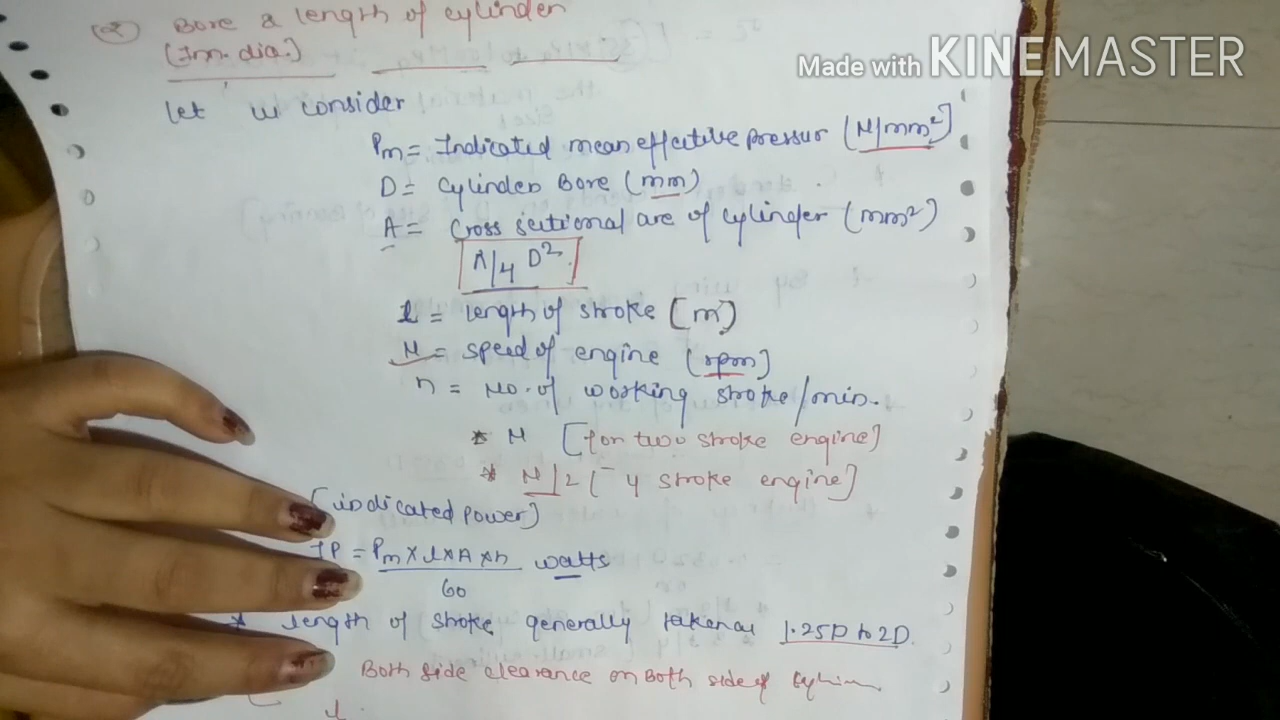 Made with KINEMASTER
(2) Bore & length of cylinder
(In. dia.)
let us consider
Pm = Indicated mean effective pressur (N/mm²)
D = cylinder Bore (mm)
A = Cross sectional are of cylinder (mm²)
π/4 D²
l = length of stroke (m)
N = speed of engine (rpm)
n = No. of working stroke/min.
* N [for two stroke engine]
* N/2 [ - 4 stroke engine]
[indicated power]
IP = Pm × l × A × n / 60 watts
* length of stroke generally taken as 1.25D to 2D.
Both side clearance on Both side of
l